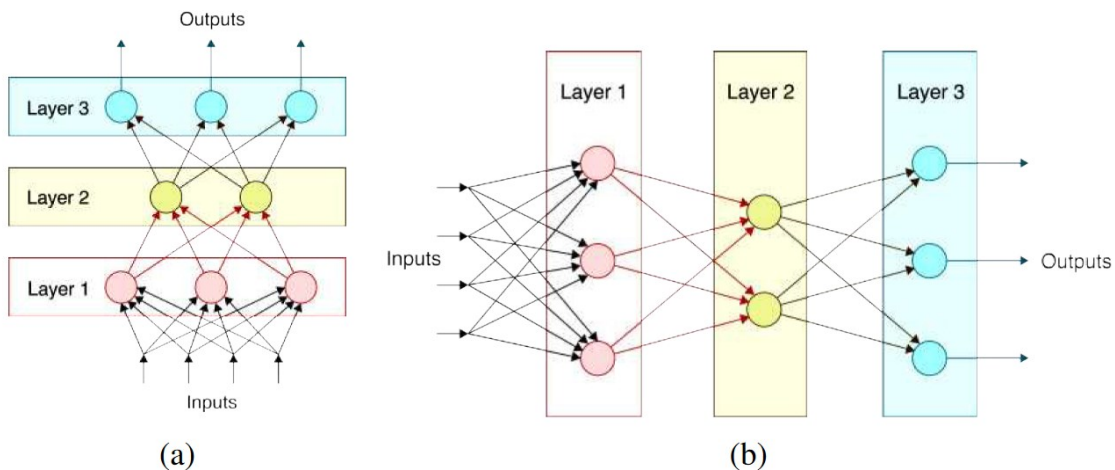 Outputs
Layer 3
Layer 2
Layer 1
Inputs
(a)
Layer 1
Layer 2
Layer 3
Inputs
Outputs
(b)